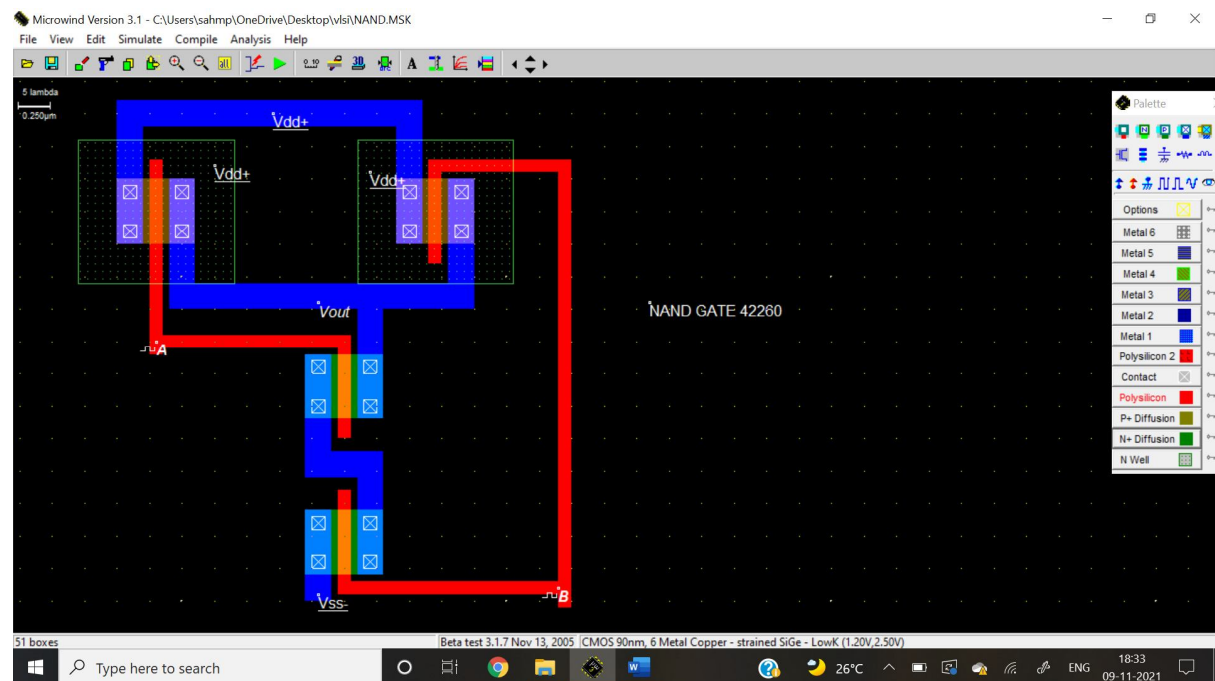 Microwind Version 3.1 - C:\Users\sahmp\OneDrive\Desktop\vlsi\NAND.MSK
File View Edit Simulate Compile Analysis Help
5 lambda
0.250µm
Vdd+
Vdd+
Vdd+
Vout
NAND GATE 42260
A
B
Vss-
Palette
Options
Metal 6
Metal 5
Metal 4
Metal 3
Metal 2
Metal 1
Polysilicon 2
Contact
Polysilicon
P+ Diffusion
N+ Diffusion
N Well
51 boxes
Beta test 3.1.7 Nov 13, 2005
CMOS 90nm, 6 Metal Copper - strained SiGe - LowK (1.20V,2.50V)
Type here to search
26°C
ENG
18:33
09-11-2021